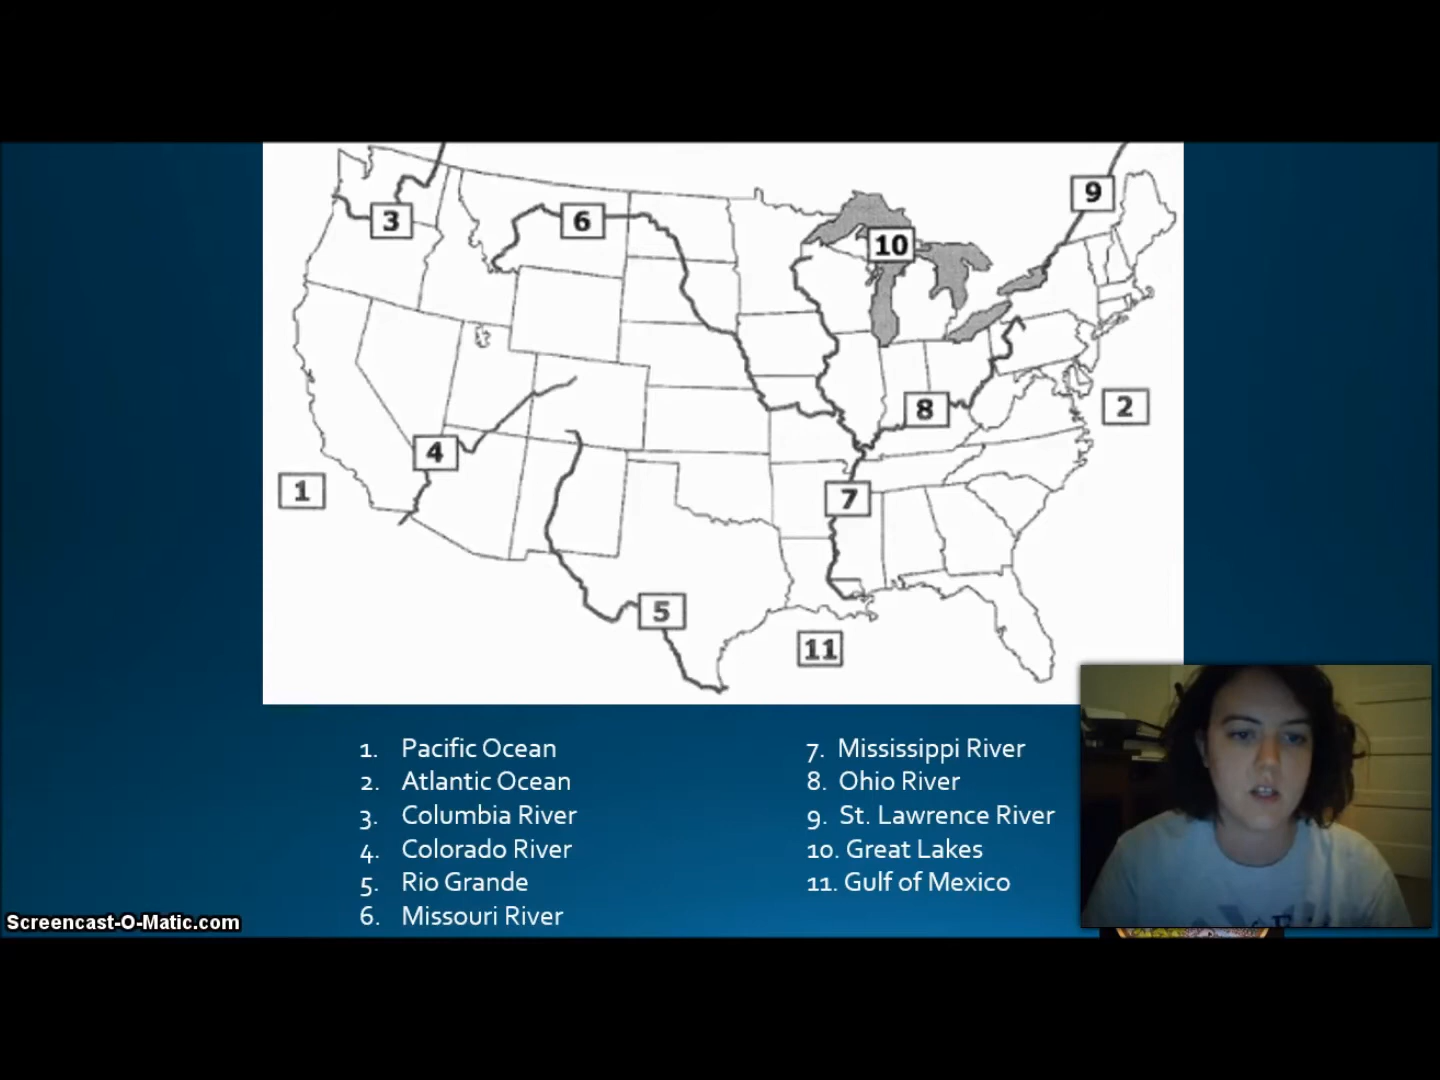 9
3
6
10
8
2
4
1
7
5
11
1. Pacific Ocean
2. Atlantic Ocean
3. Columbia River
4. Colorado River
5. Rio Grande
6. Missouri River
7. Mississippi River
8. Ohio River
9. St. Lawrence River
10. Great Lakes
11. Gulf of Mexico
Screencast-O-Matic.com